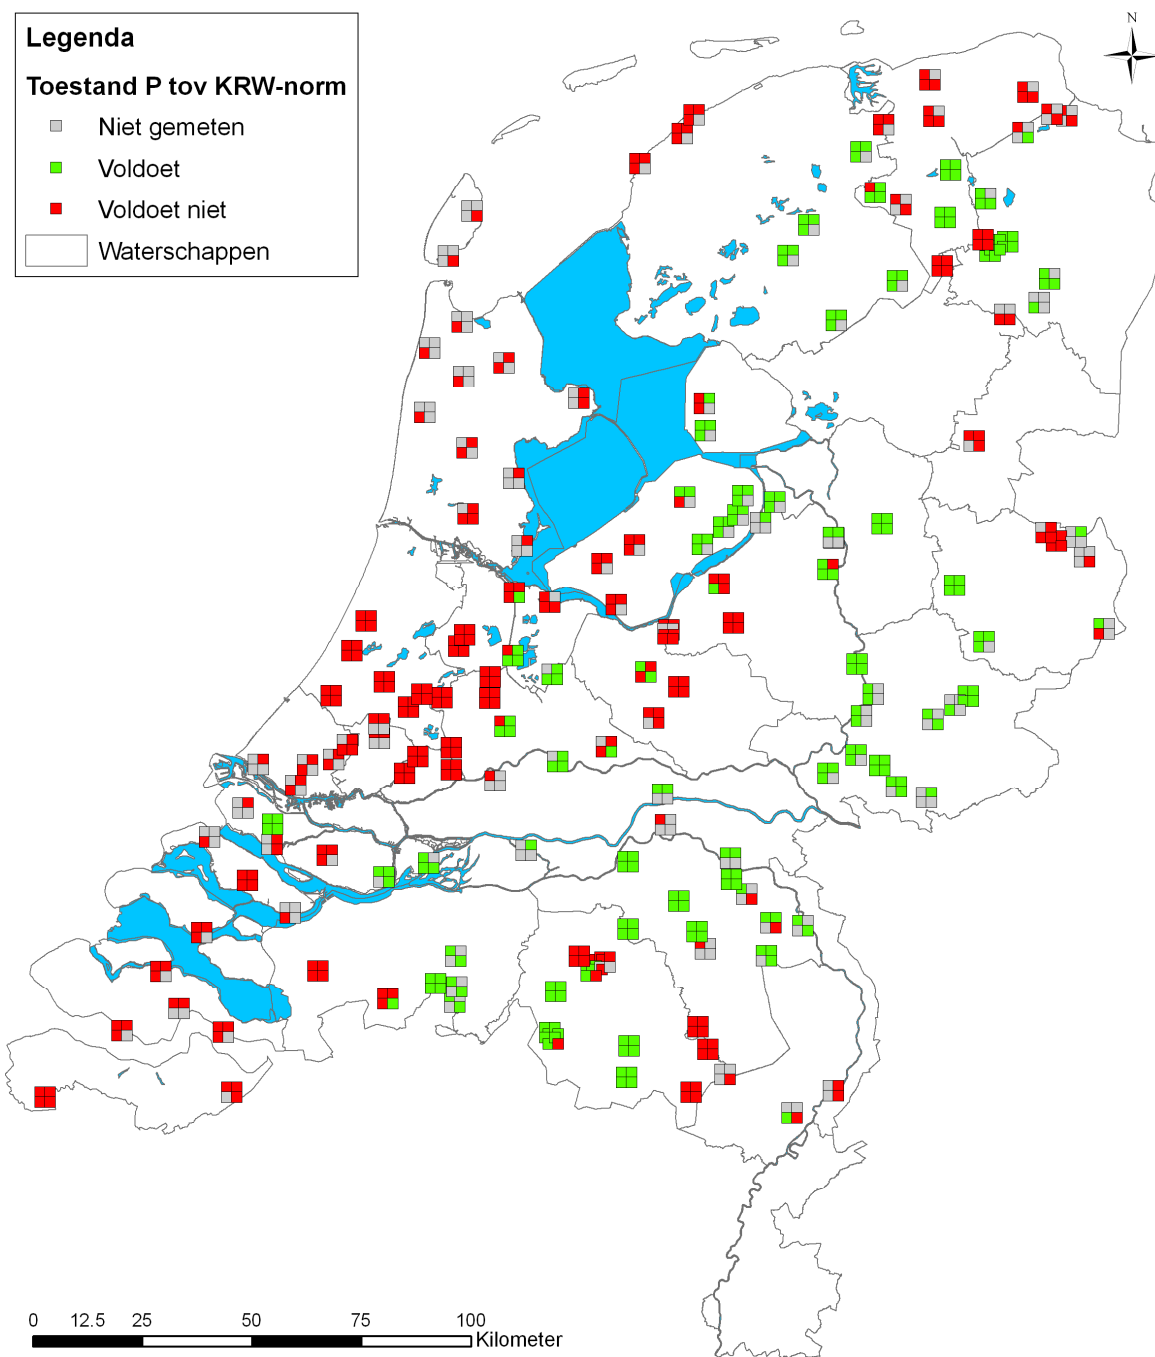 N
Legenda
Toestand P tov KRW-norm
Niet gemeten
Voldoet
Voldoet niet
Waterschappen
0 12.5 25 50 75 100
Kilometer